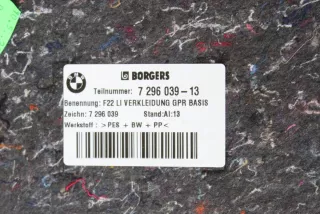 BMW BORGERS
Teilnummer: 7 296 039-13
Benennung: F22 LI VERKLEIDUNG GPR BASIS
Zeichn: 7 296 039 Stand:AI:13
Werkstoff : >PES + BW + PP<